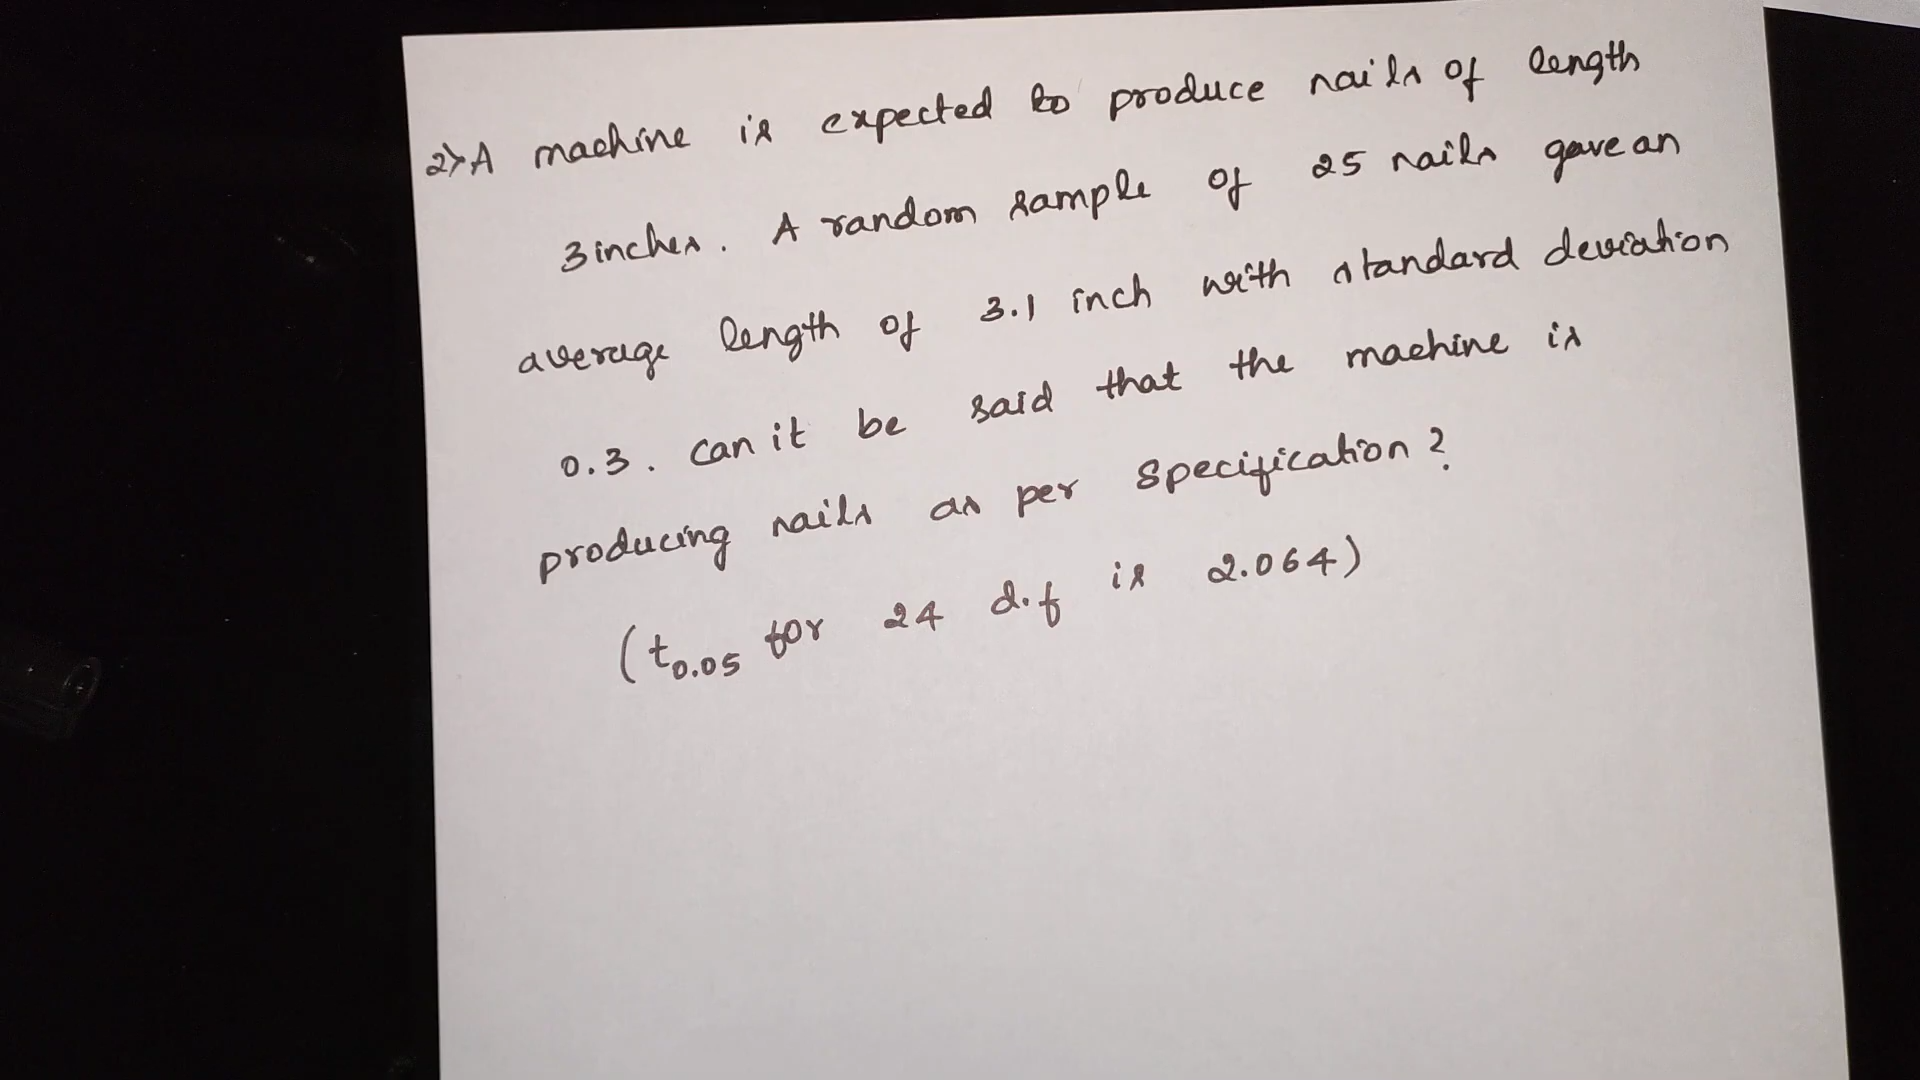 2> A machine is expected to produce nails of length
3 inches. A random sample of 25 nails gave an
average length of 3.1 inch with standard deviation
0.3. can it be said that the machine is
producing nails as per specification?
(t0.05 for 24 d.f is 2.064)